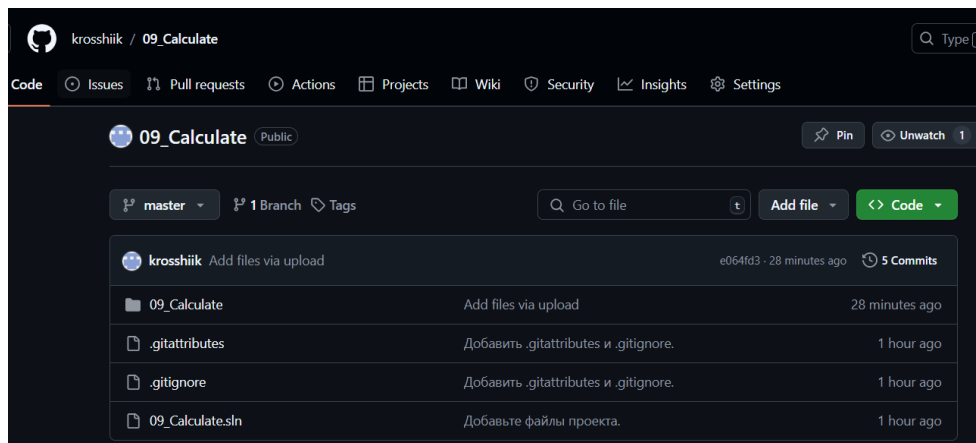 krosshiik / 09_Calculate Type
Code Issues Pull requests Actions Projects Wiki Security Insights Settings
09_Calculate Public Pin Unwatch 1
master 1 Branch Tags Go to file t Add file <> Code
krosshiik Add files via upload e064fd3 · 28 minutes ago 5 Commits
09_Calculate Add files via upload 28 minutes ago
.gitattributes Добавить .gitattributes и .gitignore. 1 hour ago
.gitignore Добавить .gitattributes и .gitignore. 1 hour ago
09_Calculate.sln Добавьте файлы проекта. 1 hour ago